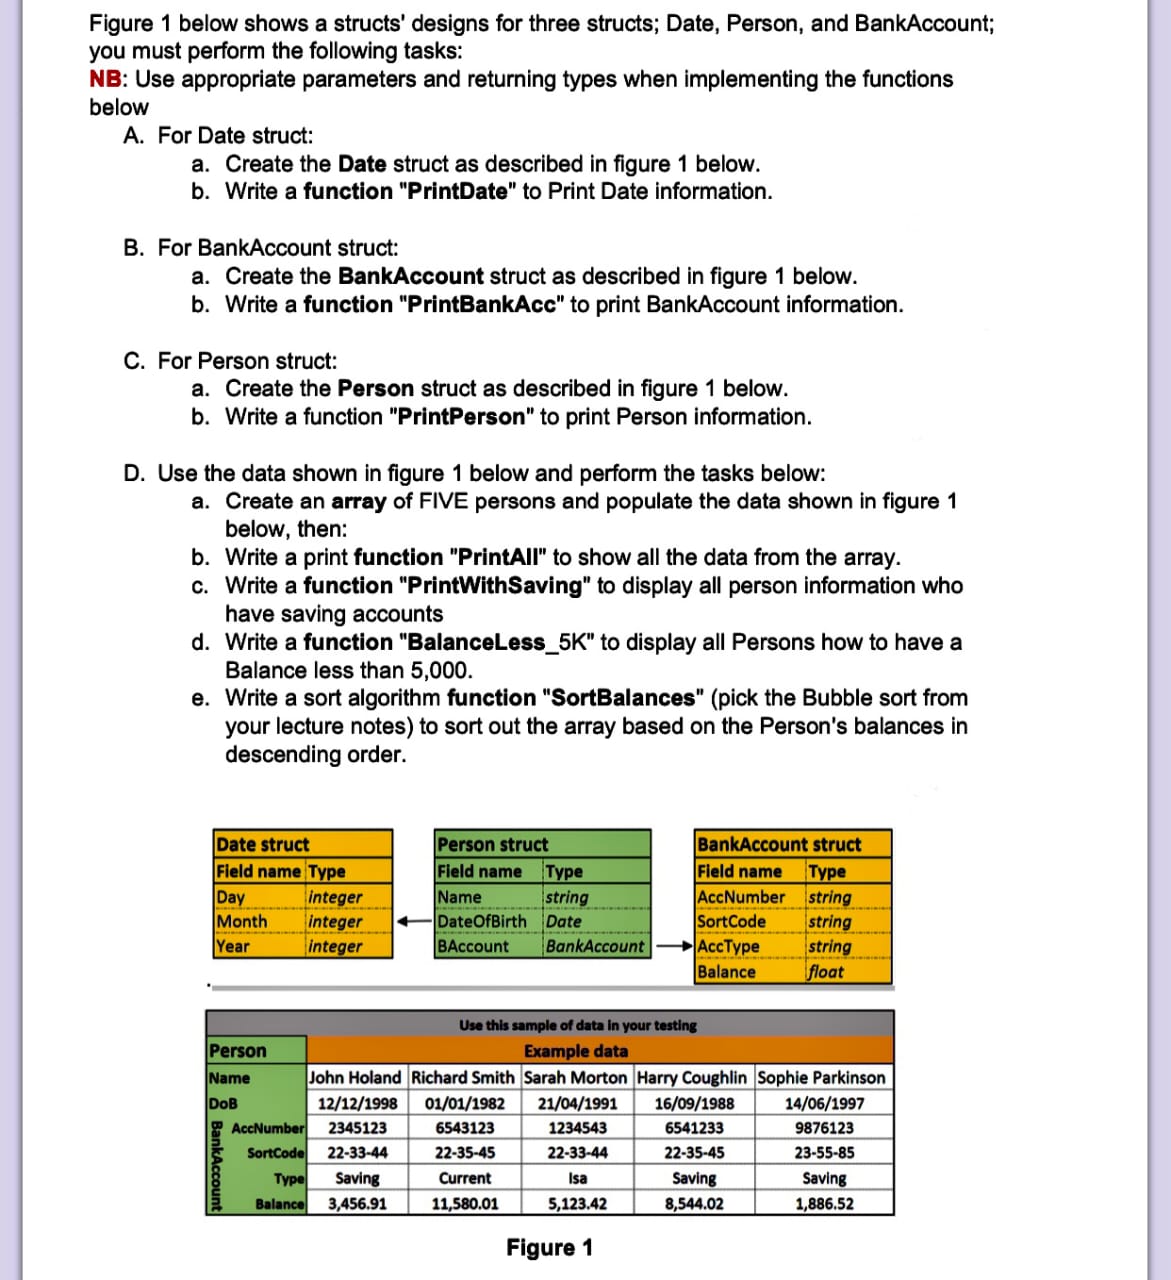 Figure 1 below shows a structs' designs for three structs; Date, Person, and BankAccount;
you must perform the following tasks:
NB: Use appropriate parameters and returning types when implementing the functions
below
A. For Date struct:
a. Create the Date struct as described in figure 1 below.
b. Write a function "PrintDate" to Print Date information.
B. For BankAccount struct:
a. Create the BankAccount struct as described in figure 1 below.
b. Write a function "PrintBankAcc" to print BankAccount information.
C. For Person struct:
a. Create the Person struct as described in figure 1 below.
b. Write a function "PrintPerson" to print Person information.
D. Use the data shown in figure 1 below and perform the tasks below:
a. Create an array of FIVE persons and populate the data shown in figure 1
below, then:
b. Write a print function "PrintAll" to show all the data from the array.
c. Write a function "PrintWithSaving" to display all person information who
have saving accounts
d. Write a function "BalanceLess_5K" to display all Persons how to have a
Balance less than 5,000.
e. Write a sort algorithm function "SortBalances" (pick the Bubble sort from
your lecture notes) to sort out the array based on the Person's balances in
descending order.
Date struct
Field name Type
Day integer
Month integer
Year integer
Person struct
Field name Type
Name string
DateOfBirth Date
BAccount BankAccount
BankAccount struct
Field name Type
AccNumber string
SortCode string
AccType string
Balance float
Use this sample of data in your testing
Person Example data
Name John Holand Richard Smith Sarah Morton Harry Coughlin Sophie Parkinson
DoB 12/12/1998 01/01/1982 21/04/1991 16/09/1988 14/06/1997
BankAccount
AccNumber 2345123 6543123 1234543 6541233 9876123
SortCode 22-33-44 22-35-45 22-33-44 22-35-45 23-55-85
Type Saving Current Isa Saving Saving
Balance 3,456.91 11,580.01 5,123.42 8,544.02 1,886.52
Figure 1